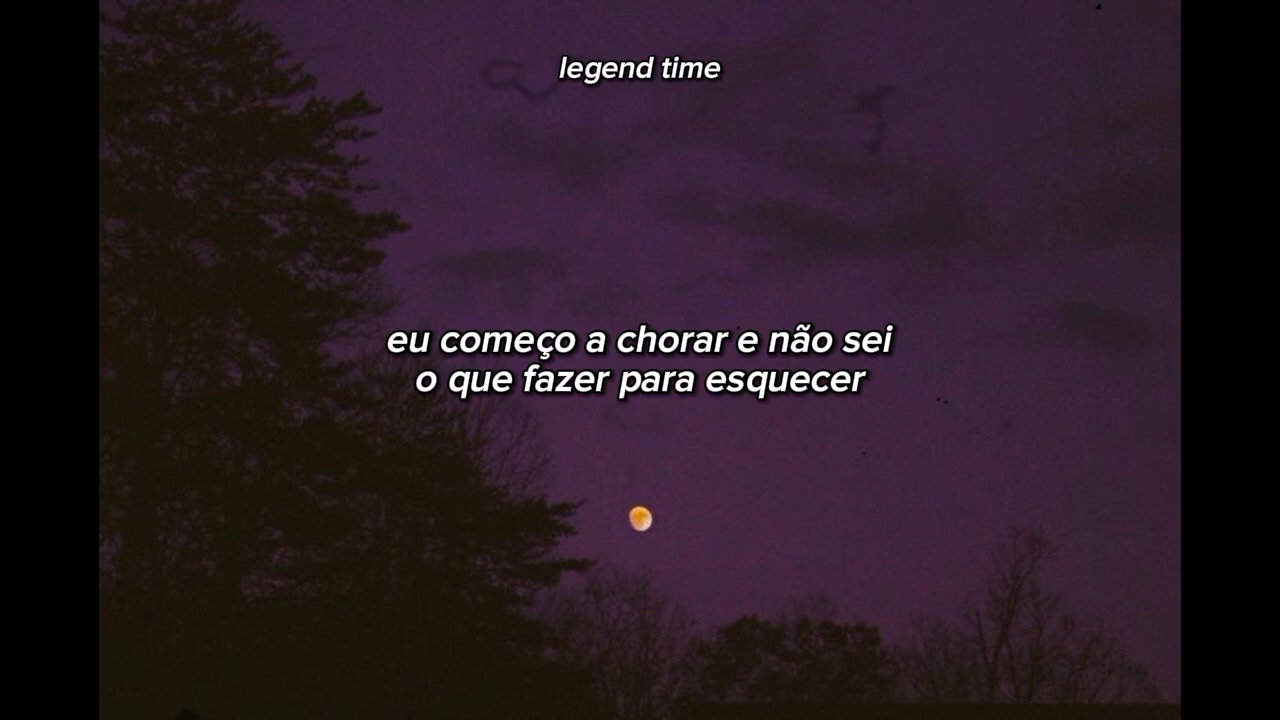 legend time
eu começo a chorar e não sei
o que fazer para esquecer